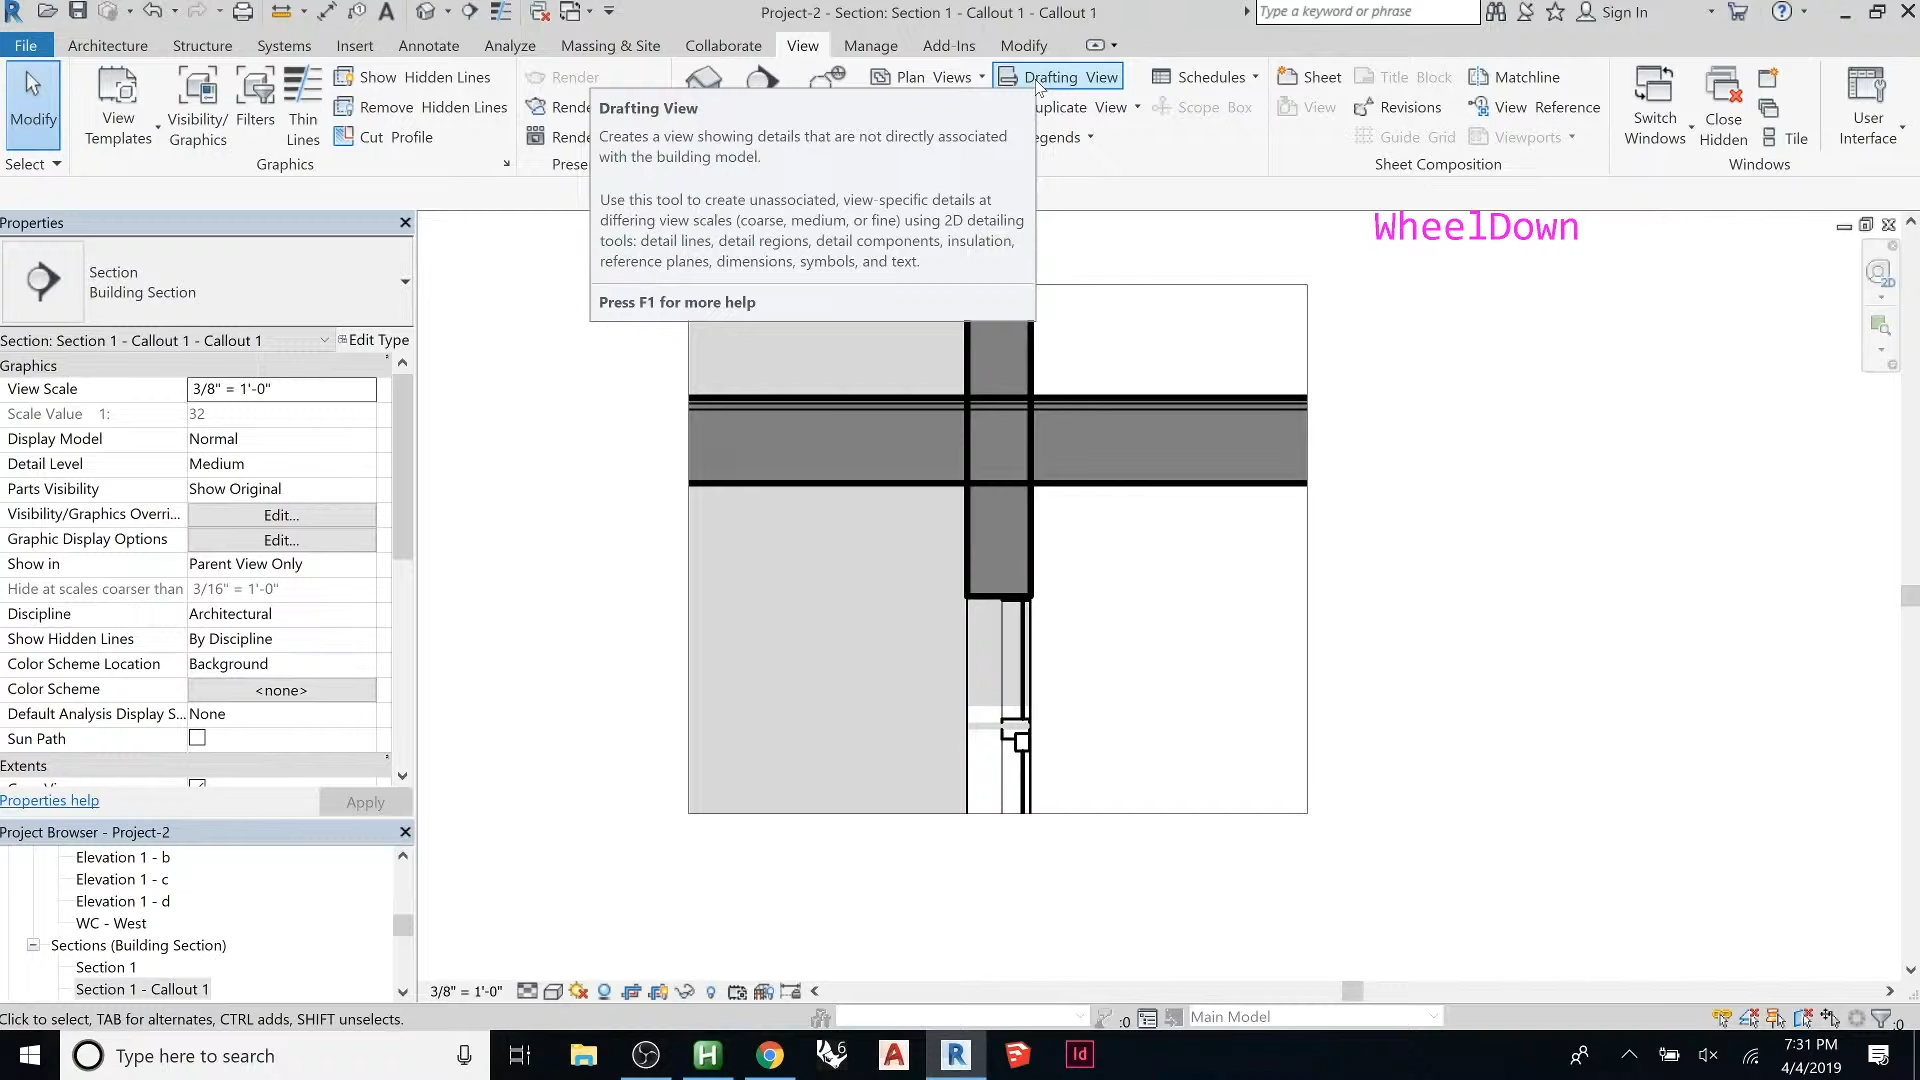 Project-2 - Section: Section 1 - Callout 1 - Callout 1
Type a keyword or phrase
Sign In
File
Architecture
Structure
Systems
Insert
Annotate
Analyze
Massing & Site
Collaborate
View
Manage
Add-Ins
Modify
Modify
View
Templates
Visibility/
Graphics
Filters
Thin
Lines
Show Hidden Lines
Remove Hidden Lines
Cut Profile
Render
Plan Views
Drafting View
Schedules
Scope Box
Sheet
View
Title Block
Revisions
Guide Grid
Matchline
View Reference
Viewports
Switch
Windows
Close
Hidden
Tile
User
Interface
Select
Graphics
Sheet Composition
Windows
Drafting View
Creates a view showing details that are not directly associated
with the building model.
Use this tool to create unassociated, view-specific details at
differing view scales (coarse, medium, or fine) using 2D detailing
tools: detail lines, detail regions, detail components, insulation,
reference planes, dimensions, symbols, and text.
Press F1 for more help
WheelDown
2D
Properties
Section
Building Section
Section: Section 1 - Callout 1 - Callout 1
Edit Type
Graphics
View Scale 3/8" = 1'-0"
Scale Value 1: 32
Display Model Normal
Detail Level Medium
Parts Visibility Show Original
Visibility/Graphics Overri... Edit...
Graphic Display Options Edit...
Show in Parent View Only
Hide at scales coarser than 3/16" = 1'-0"
Discipline Architectural
Show Hidden Lines By Discipline
Color Scheme Location Background
Color Scheme <none>
Default Analysis Display S... None
Sun Path
Extents
Properties help
Apply
Project Browser - Project-2
Elevation 1 - b
Elevation 1 - c
Elevation 1 - d
WC - West
Sections (Building Section)
Section 1
Section 1 - Callout 1
3/8" = 1'-0"
Click to select, TAB for alternates, CTRL adds, SHIFT unselects.
:0
Main Model
:0
Type here to search
7:31 PM
4/4/2019